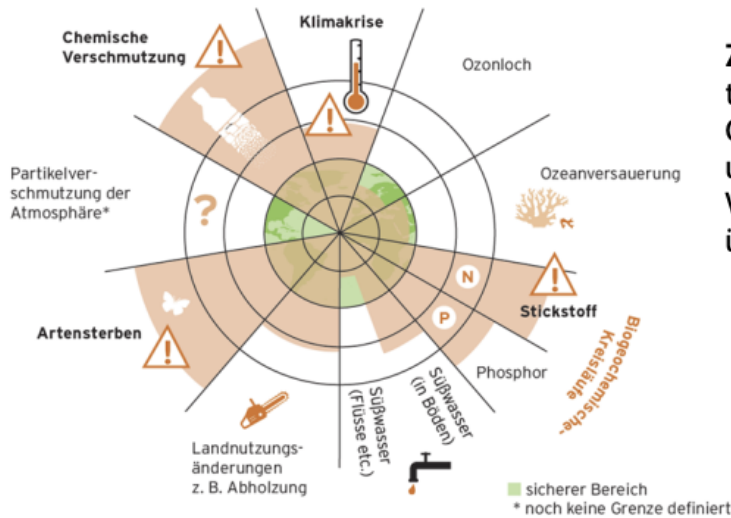 Klimakrise
Chemische
Verschmutzung
Ozonloch
Partikelver-
schmutzung der
Atmosphäre*
?
Ozeanversauerung
N
P
Stickstoff
Artensterben
Phosphor
Biogeochemische-
Kreisläufe
Süßwasser
(in Böden)
Süßwasser
(Flüsse etc.)
Landnutzungs-
änderungen
z. B. Abholzung
sicherer Bereich
* noch keine Grenze definiert